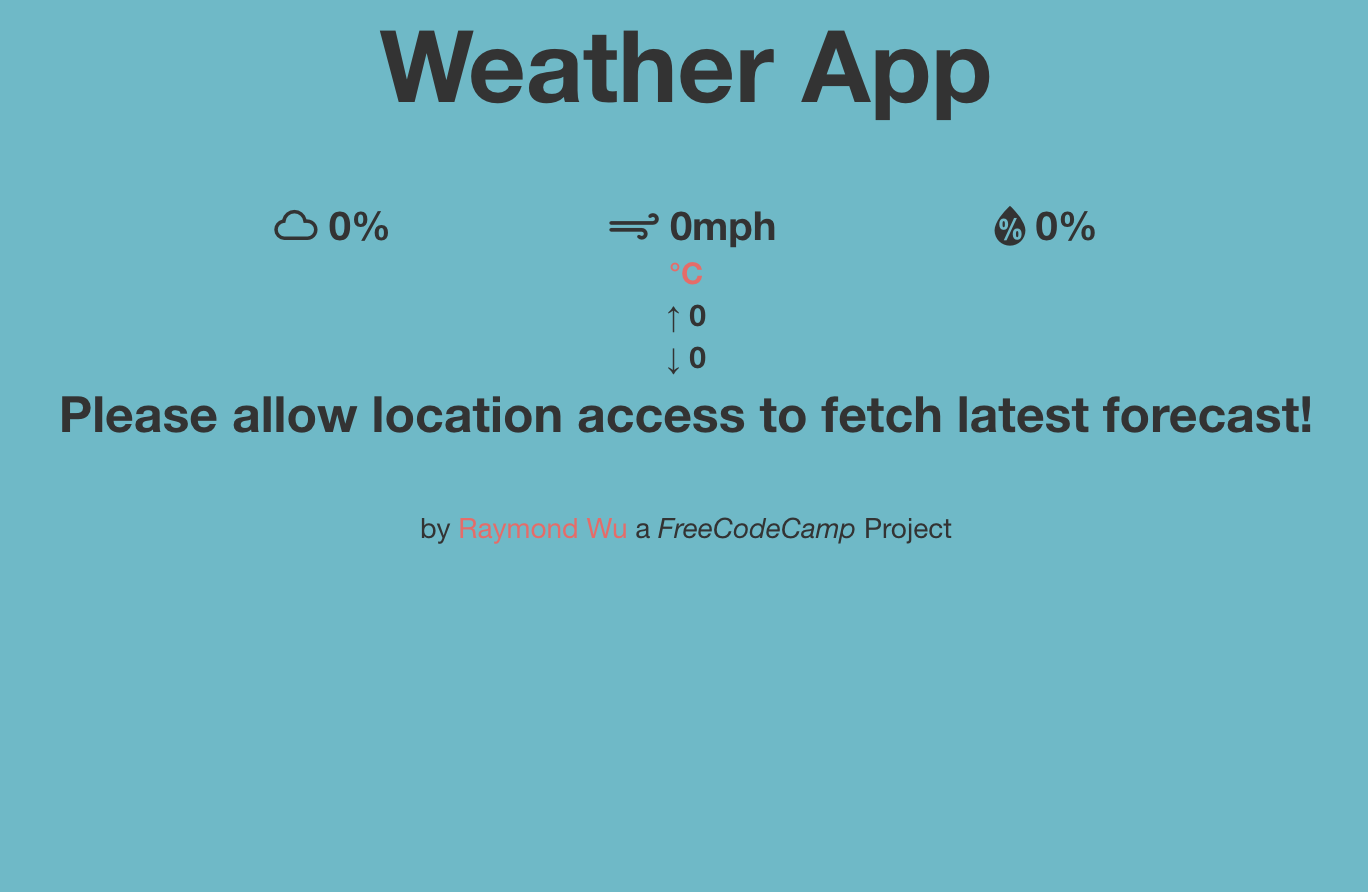 Weather App
0% 0mph 0%
°C
↑ 0
↓ 0
Please allow location access to fetch latest forecast!
by Raymond Wu a FreeCodeCamp Project